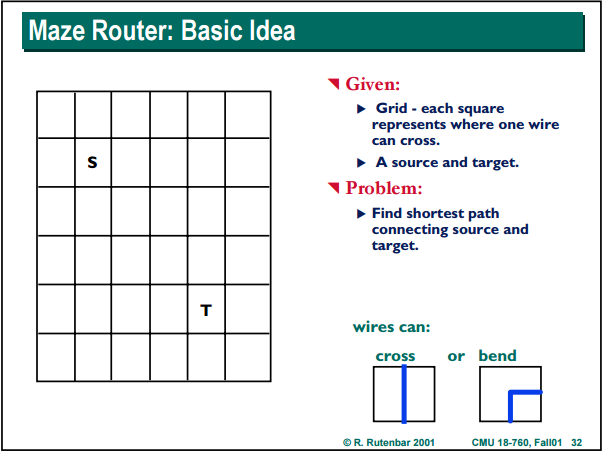 Maze Router: Basic Idea
S
T
Given:
Grid - each square
represents where one wire
can cross.
A source and target.
Problem:
Find shortest path
connecting source and
target.
wires can:
cross or bend
© R. Rutenbar 2001 CMU 18-760, Fall01 32